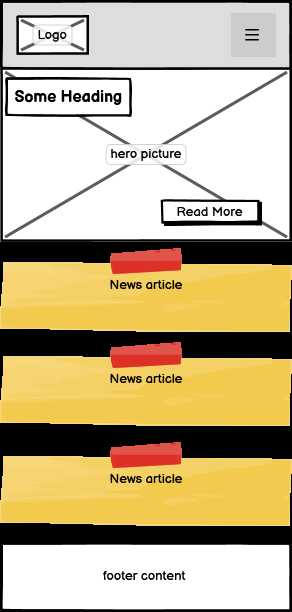 Logo
Some Heading
hero picture
Read More
News article
News article
News article
footer content